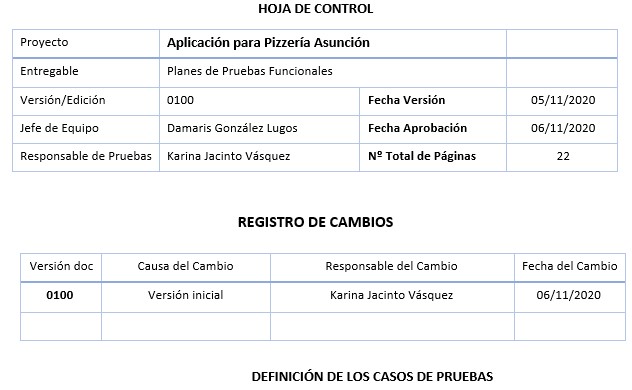 HOJA DE CONTROL
Proyecto Aplicación para Pizzería Asunción
Entregable Planes de Pruebas Funcionales
Versión/Edición 0100 Fecha Versión 05/11/2020
Jefe de Equipo Damaris González Lugos Fecha Aprobación 06/11/2020
Responsable de Pruebas Karina Jacinto Vásquez Nº Total de Páginas 22
REGISTRO DE CAMBIOS
Versión doc Causa del Cambio Responsable del Cambio Fecha del Cambio
0100 Versión inicial Karina Jacinto Vásquez 06/11/2020
DEFINICIÓN DE LOS CASOS DE PRUEBAS